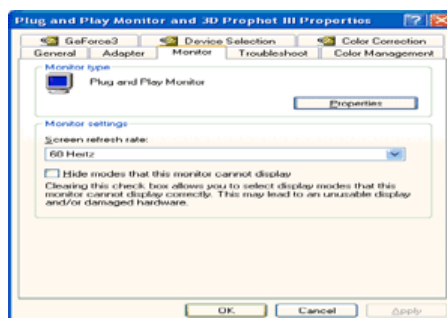 Plug and Play Monitor and 3D Prophet III Properties
GeForce3 Device Selection Color Correction
General Adapter Monitor Troubleshoot Color Management
Monitor type
Plug and Play Monitor
Properties
Monitor settings
Screen refresh rate:
60 Hertz
Hide modes that this monitor cannot display
Clearing this check box allows you to select display modes that this
monitor cannot display correctly. This may lead to an unusable display
and/or damaged hardware.
OK Cancel Apply